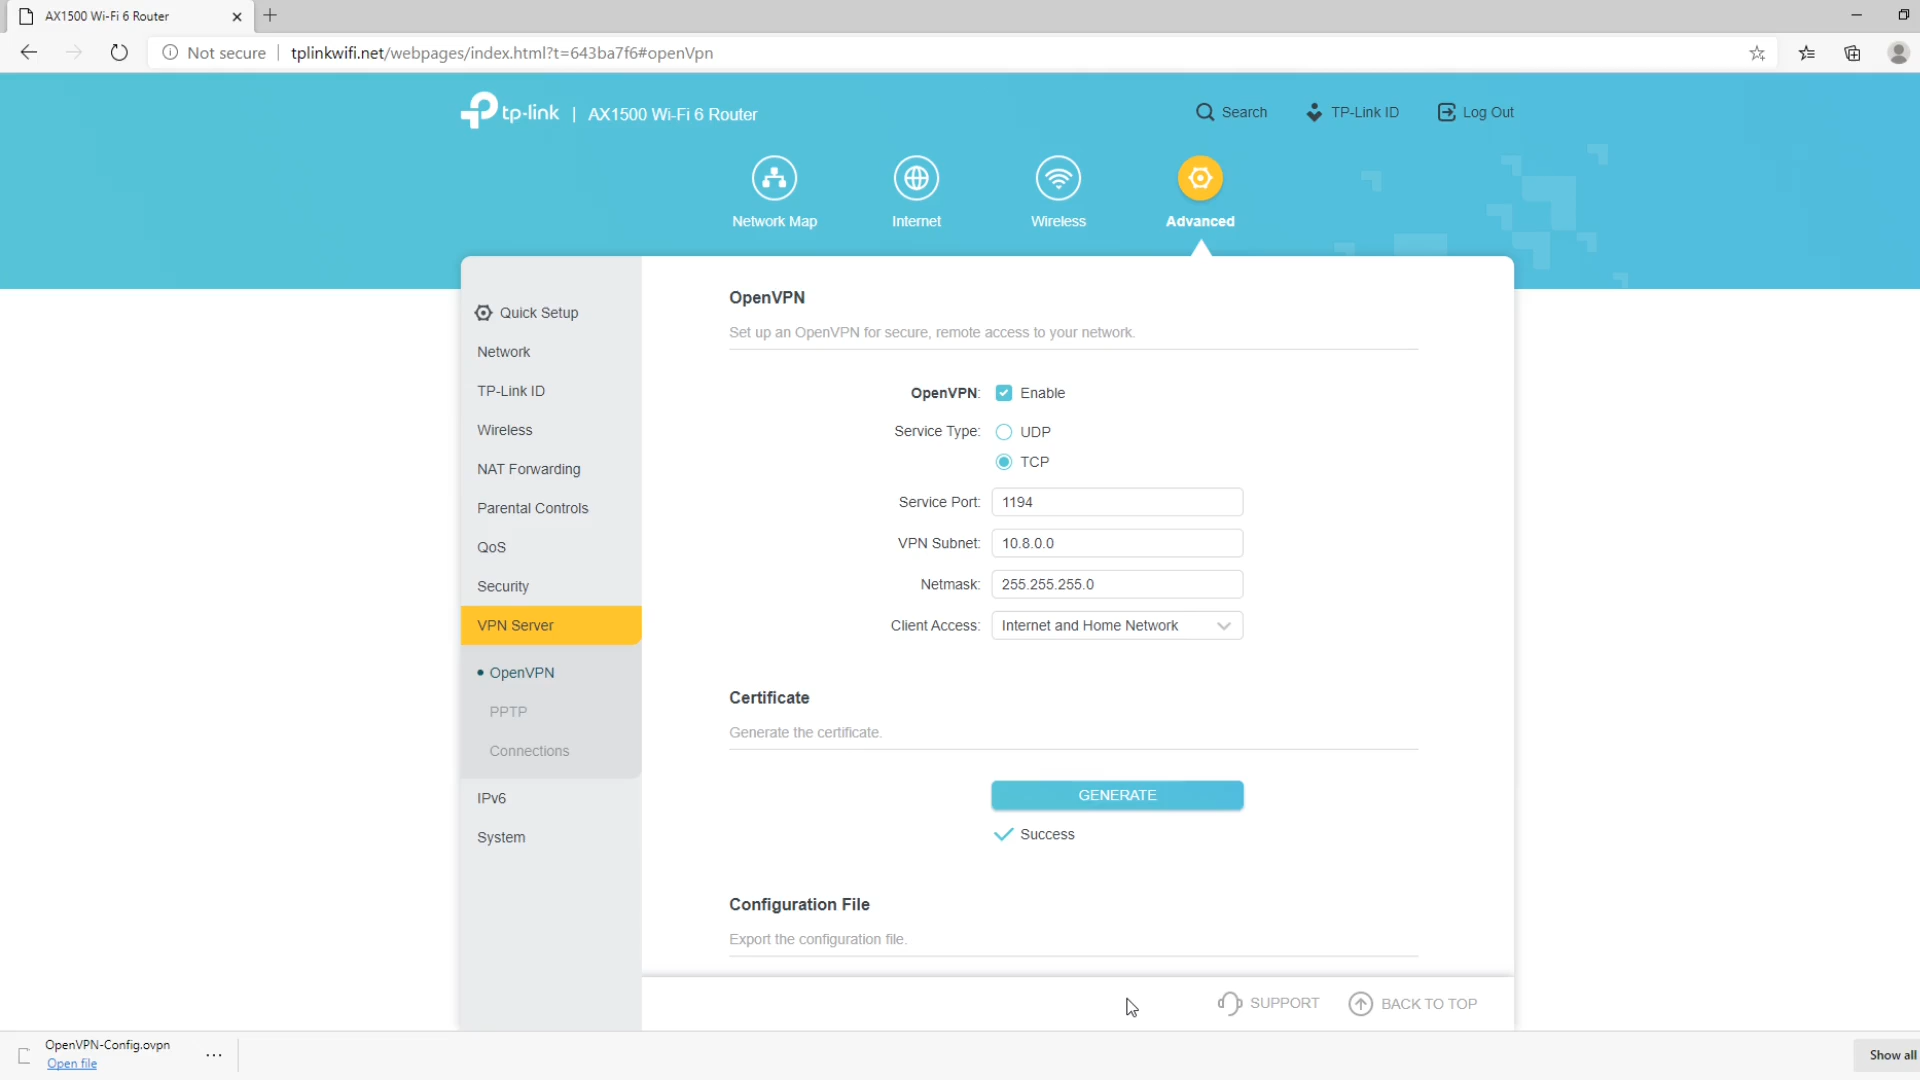 AX1500 Wi-Fi 6 Router
Not secure
tplinkwifi.net/webpages/index.html?t=643ba7f6#openVpn
tp-link | AX1500 Wi-Fi 6 Router
Search
TP-Link ID
Log Out
Network Map
Internet
Wireless
Advanced
Quick Setup
Network
TP-Link ID
Wireless
NAT Forwarding
Parental Controls
QoS
Security
VPN Server
• OpenVPN
PPTP
Connections
IPv6
System
OpenVPN
Set up an OpenVPN for secure, remote access to your network.
OpenVPN: Enable
Service Type: UDP
TCP
Service Port: 1194
VPN Subnet: 10.8.0.0
Netmask: 255.255.255.0
Client Access: Internet and Home Network
Certificate
Generate the certificate.
GENERATE
Success
Configuration File
Export the configuration file.
SUPPORT
BACK TO TOP
OpenVPN-Config.ovpn
Open file
Show all